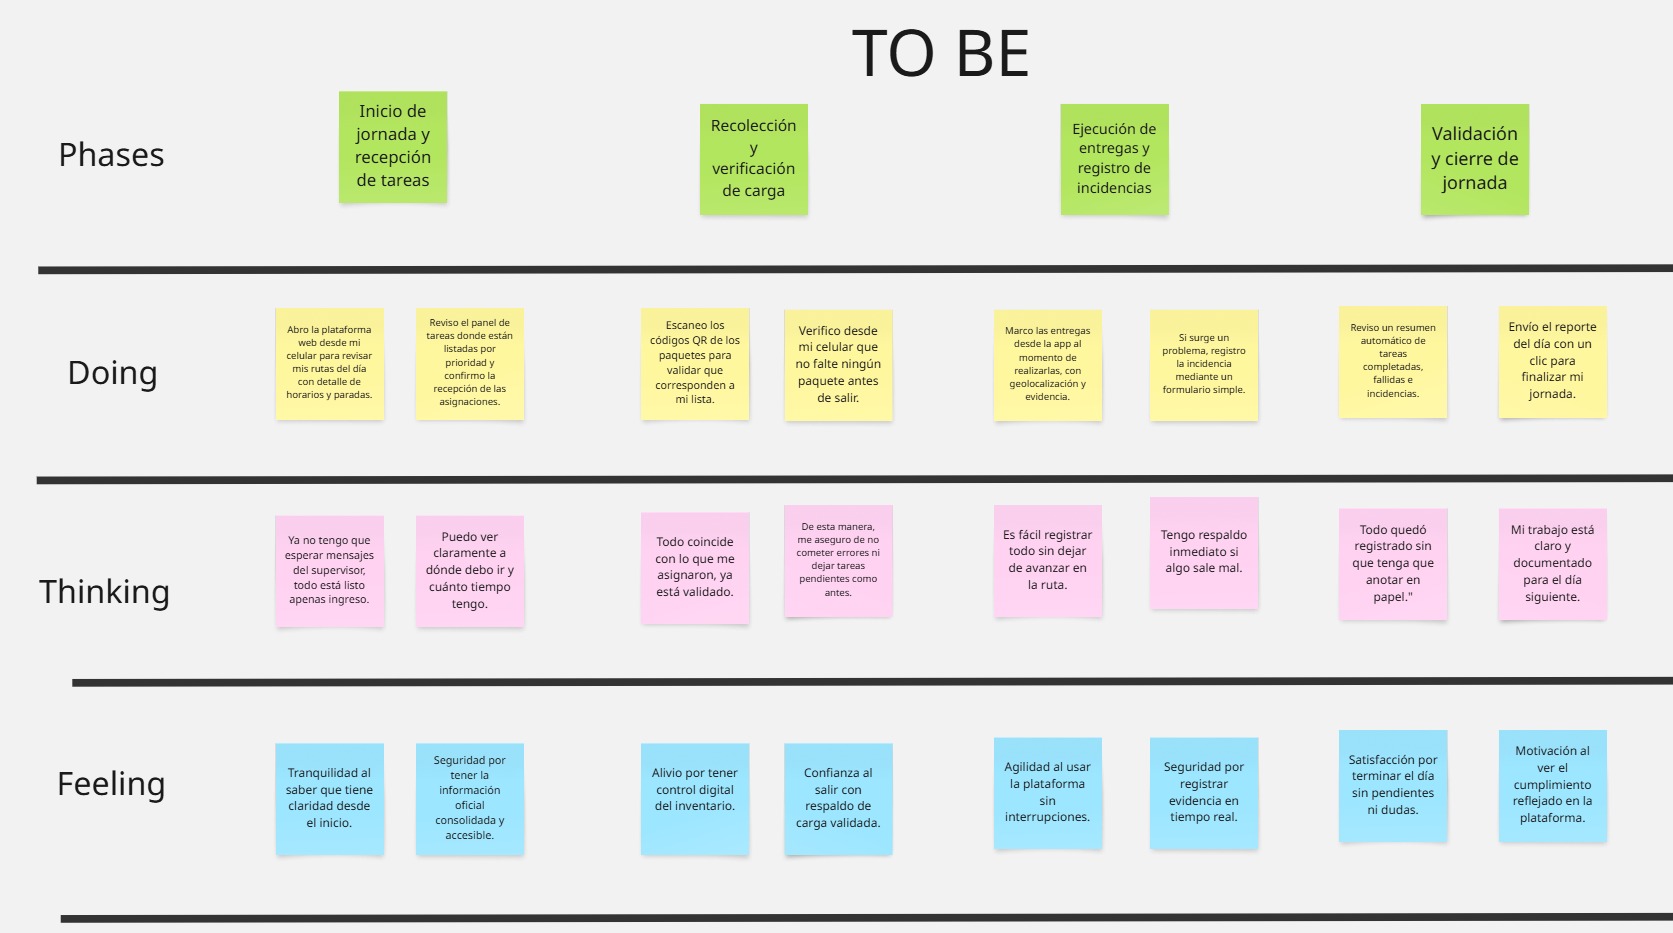 TO BE
Phases
Inicio de
jornada y
recepción
de tareas
Recolección
y
verificación
de carga
Ejecución de
entregas y
registro de
incidencias
Validación
y cierre de
jornada
Doing
Abro la plataforma
web desde mi
celular para revisar
mis rutas del día
con detalle de
horarios y paradas.
Reviso el panel de
tareas donde están
listadas por
prioridad y
confirmo la
recepción de las
asignaciones.
Escaneo los
códigos QR de los
paquetes para
validar que
corresponden a
mi lista.
Verifico desde
mi celular que
no falte ningún
paquete antes
de salir.
Marco las entregas
desde la app al
momento de
realizarlas, con
geolocalización y
evidencia.
Si surge un
problema, registro
la incidencia
mediante un
formulario simple.
Reviso un resumen
automático de
tareas
completadas,
fallidas e
incidencias.
Envío el reporte
del día con un
clic para
finalizar mi
jornada.
Thinking
Ya no tengo que
esperar mensajes
del supervisor,
todo está listo
apenas ingreso.
Puedo ver
claramente a
dónde debo ir y
cuánto tiempo
tengo.
Todo coincide
con lo que me
asignaron, ya
está validado.
De esta manera,
me aseguro de no
cometer errores ni
dejar tareas
pendientes como
antes.
Es fácil registrar
todo sin dejar
de avanzar en
la ruta.
Tengo respaldo
inmediato si
algo sale mal.
Todo quedó
registrado sin
que tenga que
anotar en
papel."
Mi trabajo está
claro y
documentado
para el día
siguiente.
Feeling
Tranquilidad al
saber que tiene
claridad desde
el inicio.
Seguridad por
tener la
información
oficial
consolidada y
accesible.
Alivio por tener
control digital
del inventario.
Confianza al
salir con
respaldo de
carga validada.
Agilidad al usar
la plataforma
sin
interrupciones.
Seguridad por
registrar
evidencia en
tiempo real.
Satisfacción por
terminar el día
sin pendientes
ni dudas.
Motivación al
ver el
cumplimiento
reflejado en la
plataforma.